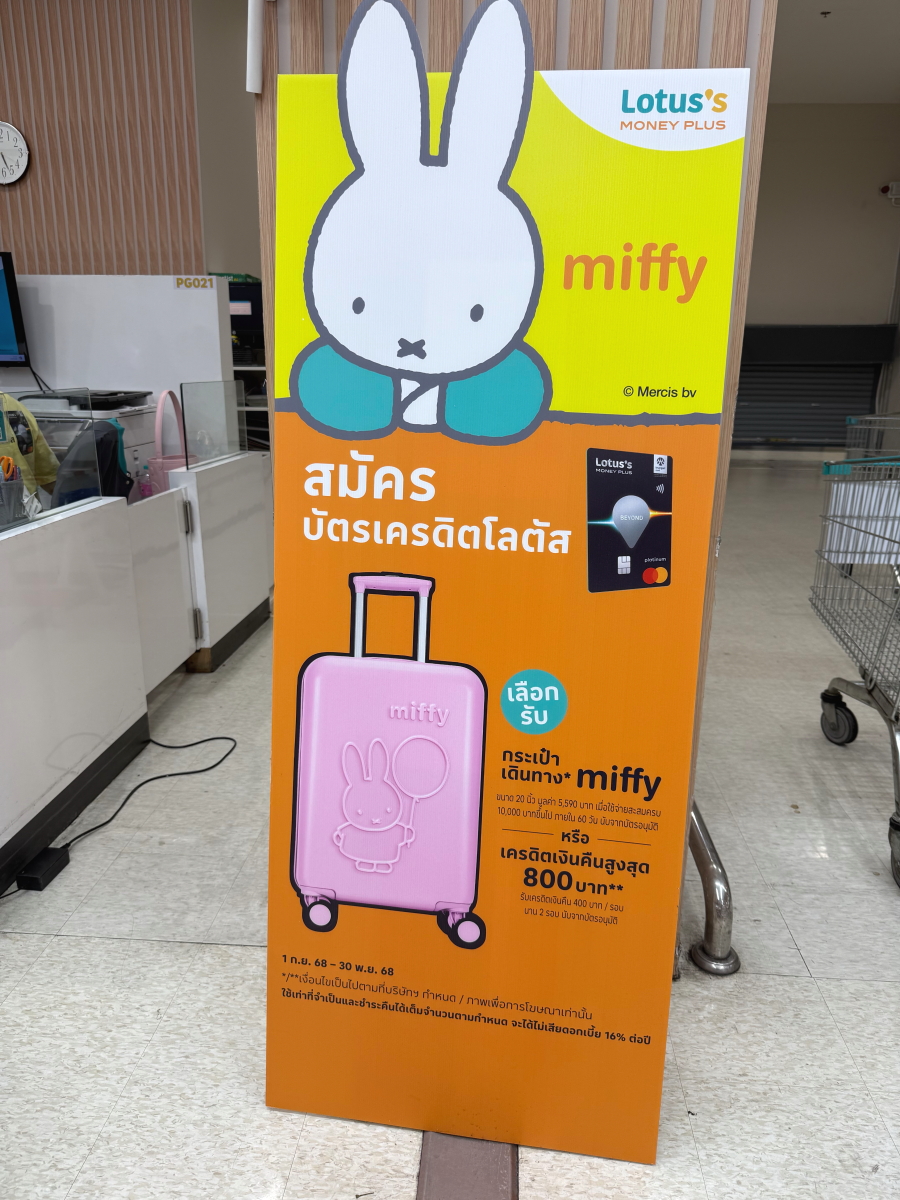 Lotus's
MONEY PLUS
miffy
PG021
© Mercis bv
สมัคร
บัตรเครดิตโลตัส
Lotus's
MONEY PLUS
BEYOND
platinum
miffy
เลือก
รับ
กระเป๋า
เดินทาง* miffy
ขนาด 20 นิ้ว มูลค่า 5,590 บาท เมื่อใช้จ่ายสะสมครบ
10,000 บาทขึ้นไป ภายใน 60 วัน นับจากบัตรอนุมัติ
หรือ
เครดิตเงินคืนสูงสุด
800 บาท**
รับเครดิตเงินคืน 400 บาท / รอบ
นาน 2 รอบ นับจากบัตรอนุมัติ
1 ก.ย. 68 – 30 พ.ย. 68
*/**เงื่อนไขเป็นไปตามที่บริษัทฯ กำหนด / ภาพเพื่อการโฆษณาเท่านั้น
ใช้เท่าที่จำเป็นและชำระคืนได้เต็มจำนวนตามกำหนด จะได้ไม่เสียดอกเบี้ย 16% ต่อปี